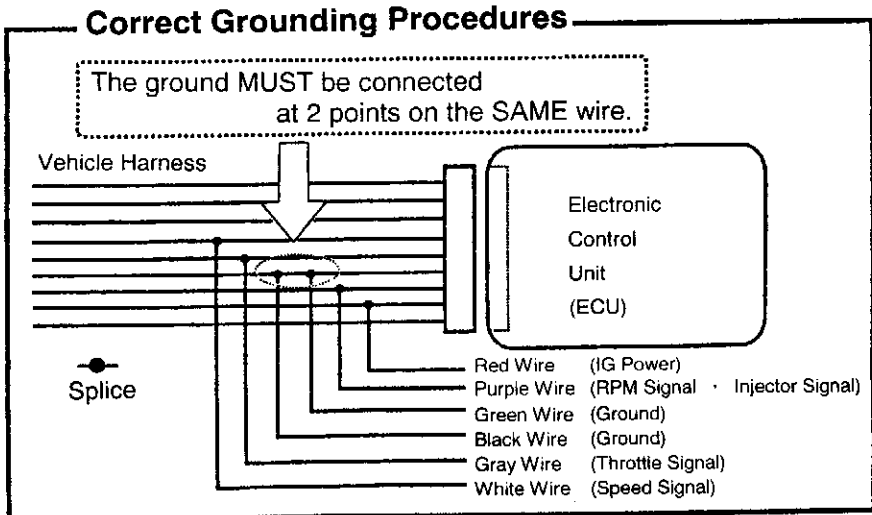 Correct Grounding Procedures
The ground MUST be connected
at 2 points on the SAME wire.
Vehicle Harness
Electronic
Control
Unit
(ECU)
Splice
Red Wire (IG Power)
Purple Wire (RPM Signal · Injector Signal)
Green Wire (Ground)
Black Wire (Ground)
Gray Wire (Throttle Signal)
White Wire (Speed Signal)